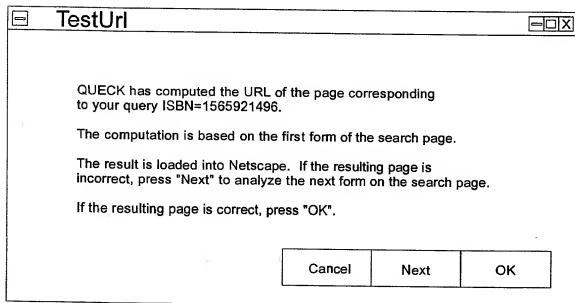 TestUrl
QUECK has computed the URL of the page corresponding
to your query ISBN=1565921496.
The computation is based on the first form of the search page.
The result is loaded into Netscape. If the resulting page is
incorrect, press "Next" to analyze the next form on the search page.
If the resulting page is correct, press "OK".
Cancel Next OK